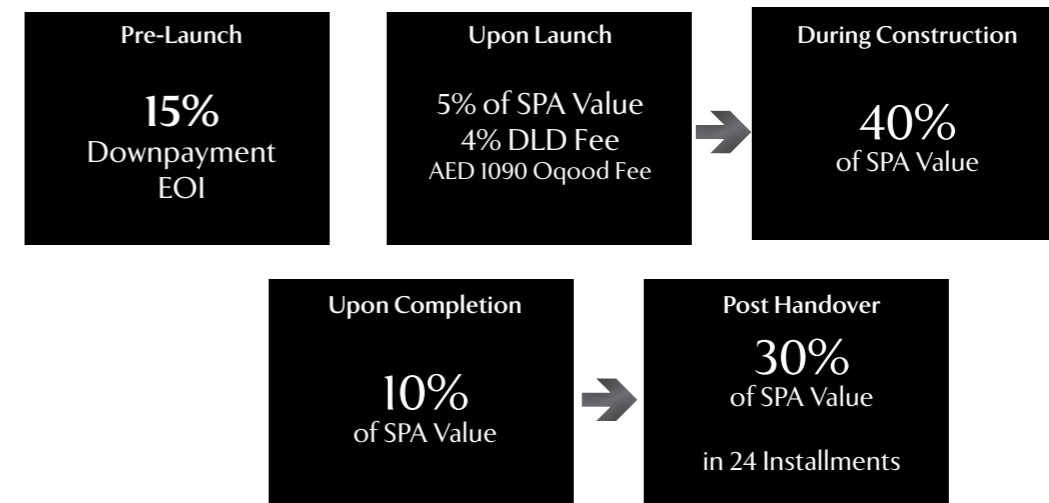 Pre-Launch
15%
Downpayment
EOI
Upon Launch
5% of SPA Value
4% DLD Fee
AED 1090 Oqood Fee
During Construction
40%
of SPA Value
Upon Completion
10%
of SPA Value
Post Handover
30%
of SPA Value
in 24 Installments